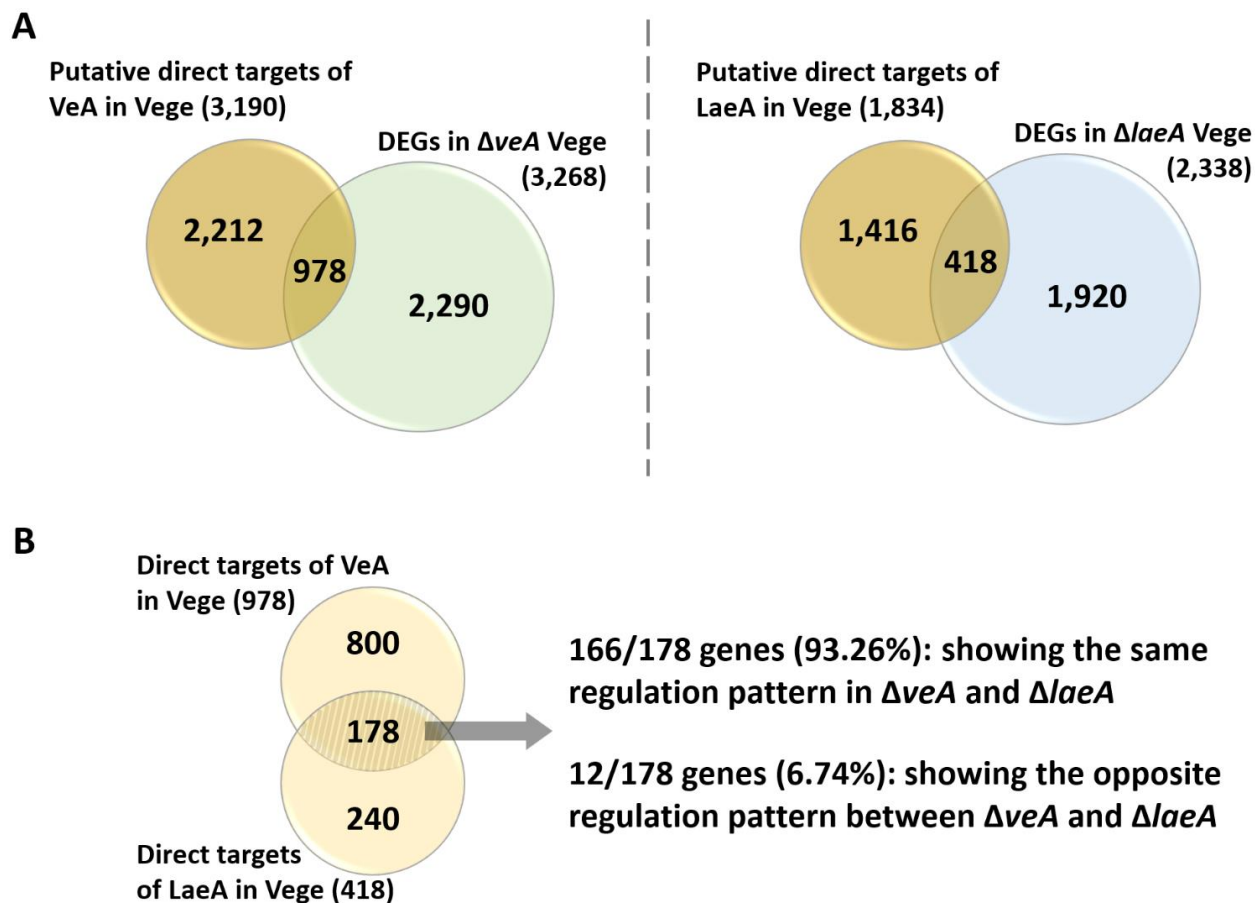 A
Putative direct targets of
VeA in Vege (3,190)
DEGs in ΔveA Vege
(3,268)
2,212
978
2,290
Putative direct targets of
LaeA in Vege (1,834)
DEGs in ΔlaeA Vege
(2,338)
1,416
418
1,920
B
Direct targets of VeA
in Vege (978)
800
178
240
Direct targets
of LaeA in Vege (418)
166/178 genes (93.26%): showing the same
regulation pattern in ΔveA and ΔlaeA
12/178 genes (6.74%): showing the opposite
regulation pattern between ΔveA and ΔlaeA